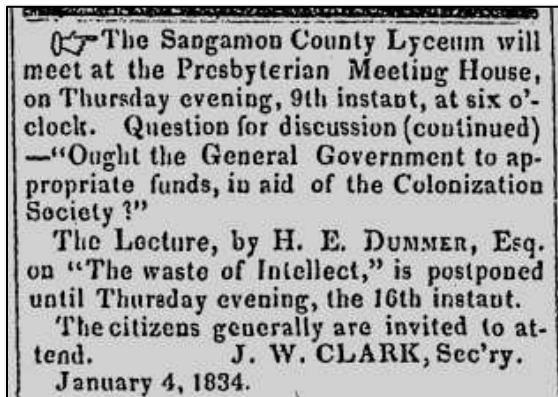 ☞The Sangamon County Lyceum will
meet at the Presbyterian Meeting House,
on Thursday evening, 9th instant, at six o'-
clock. Question for discussion (continued)
—"Ought the General Government to ap-
propriate funds, in aid of the Colonization
Society?"
The Lecture, by H. E. DUMMER, Esq.
on "The waste of Intellect," is postponed
until Thursday evening, the 16th instant.
The citizens generally are invited to at-
tend. J. W. CLARK, Sec'ry.
January 4, 1834.